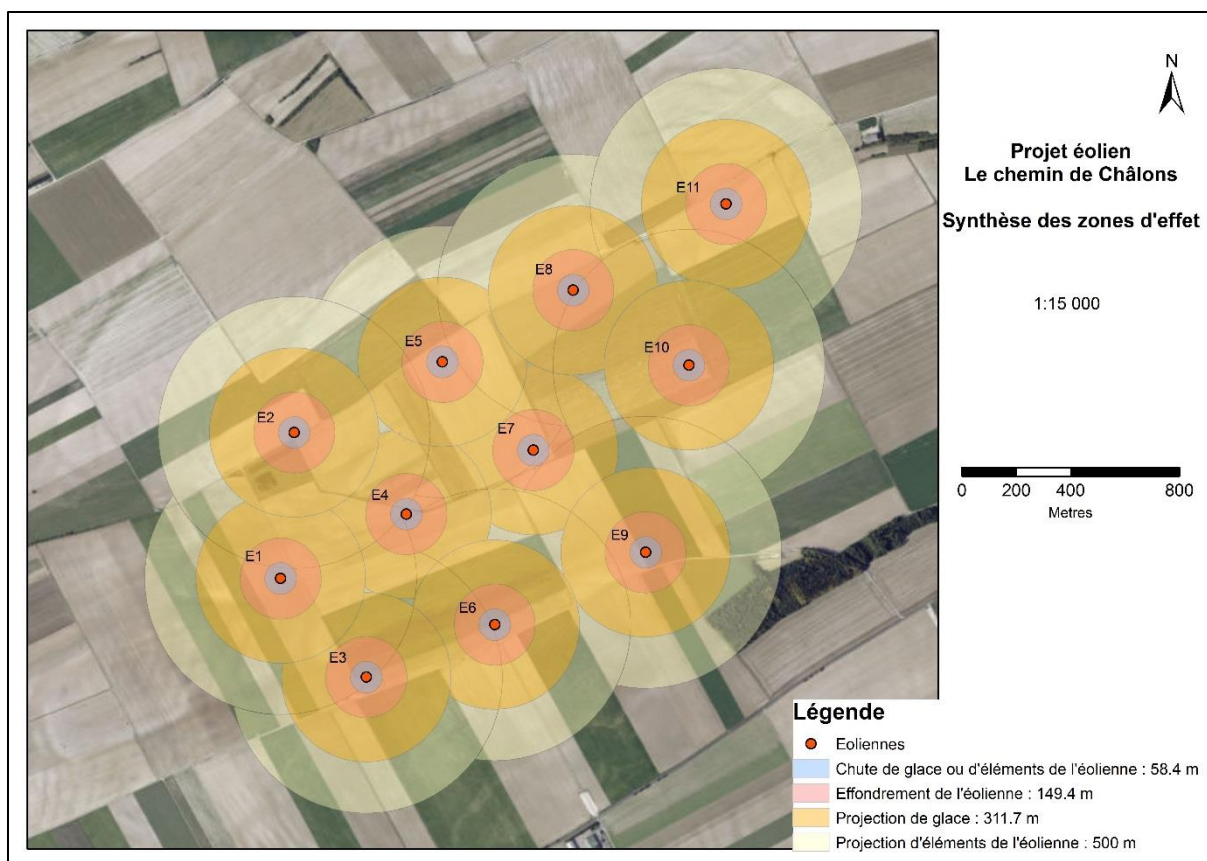 N
Projet éolien
Le chemin de Châlons
Synthèse des zones d'effet
1:15 000
0 200 400 800
Metres
E11
E8
E5
E10
E2
E7
E4
E1
E9
E6
E3
Légende
Eoliennes
Chute de glace ou d'éléments de l'éolienne : 58.4 m
Effondrement de l'éolienne : 149.4 m
Projection de glace : 311.7 m
Projection d'éléments de l'éolienne : 500 m